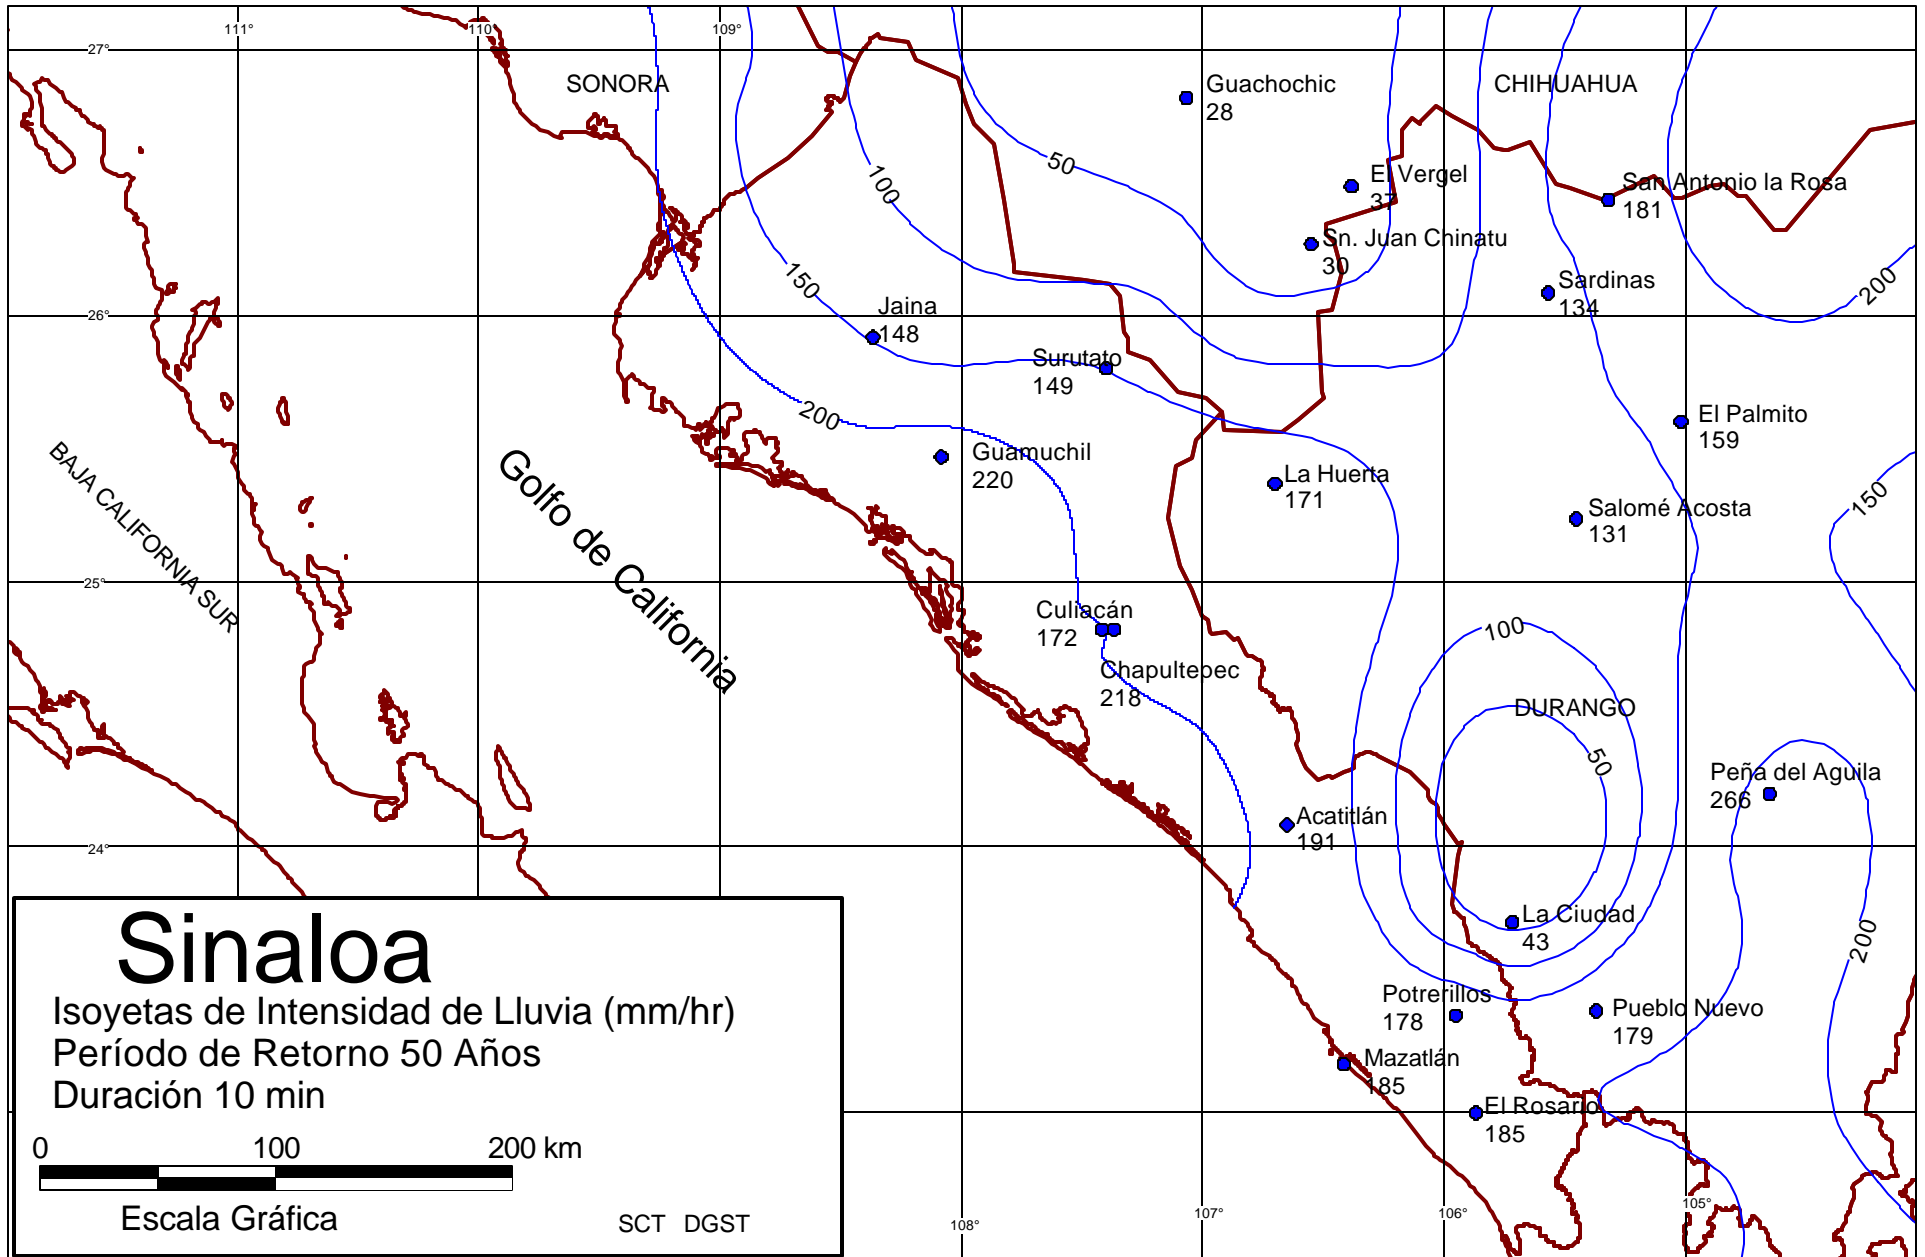 111°
110°
109°
27°
SONORA
Guachochic
28
CHIHUAHUA
50
100
El Vergel
37
San Antonio la Rosa
181
Sn. Juan Chinatu
30
150
Sardinas
134
200
Jaina
148
26°
Surutato
149
200
El Palmito
159
Guamuchil
220
La Huerta
171
150
Salomé Acosta
131
BAJA CALIFORNIA SUR
Golfo de California
25°
Culiacán
172
100
Chapultepec
218
DURANGO
50
Peña del Aguila
266
Acatitlán
191
24°
La Ciudad
43
200
Potrerillos
178
Pueblo Nuevo
179
Mazatlán
185
El Rosario
185
Sinaloa
Isoyetas de Intensidad de Lluvia (mm/hr)
Período de Retorno 50 Años
Duración 10 min
0 100 200 km
Escala Gráfica
SCT DGST
108°
107°
106°
105°